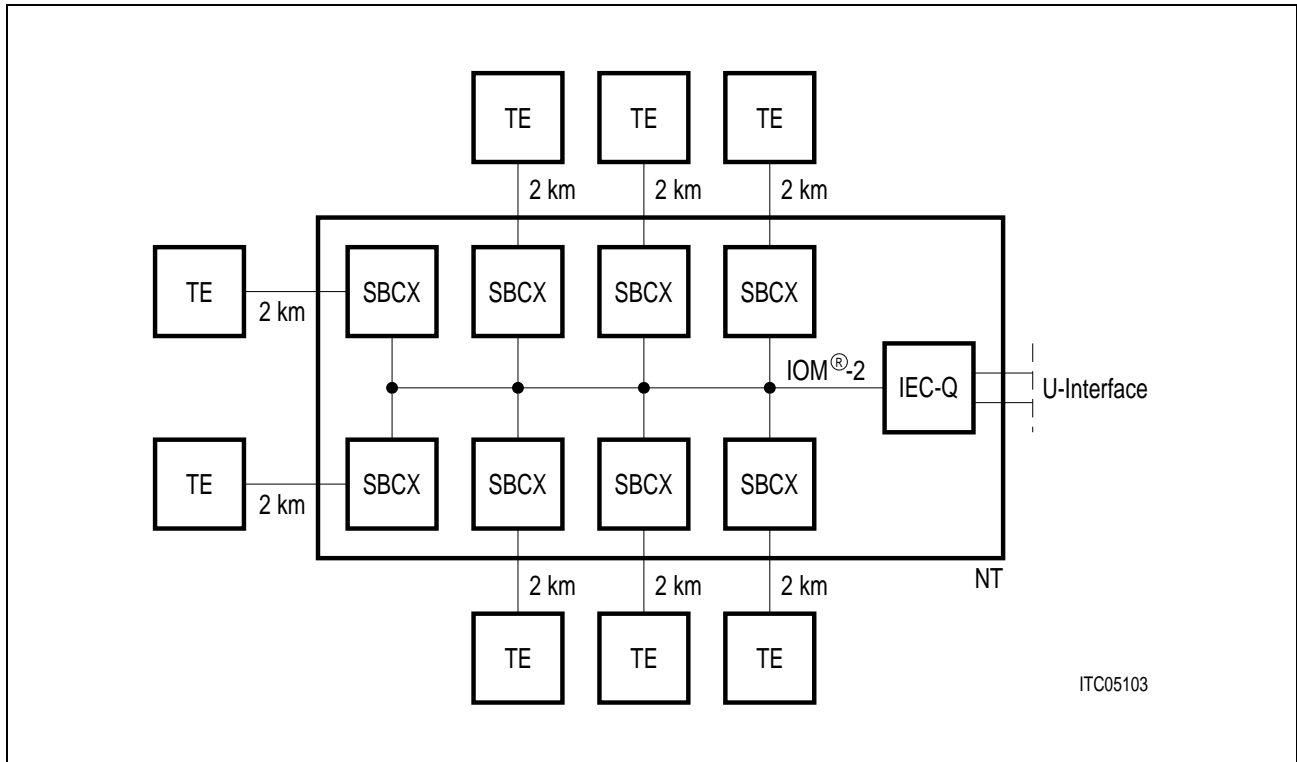 TE TE TE
2 km 2 km 2 km
TE 2 km SBCX SBCX SBCX SBCX
IOM®-2 IEC-Q U-Interface
TE 2 km SBCX SBCX SBCX SBCX
NT
2 km 2 km 2 km
TE TE TE
ITC05103